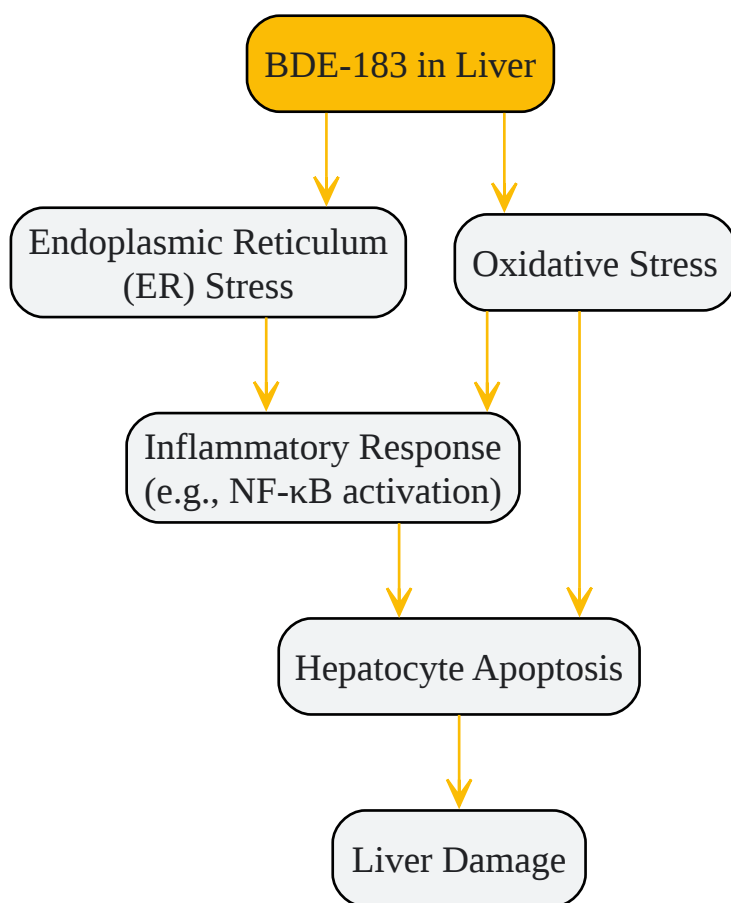 BDE-183 in Liver
Endoplasmic Reticulum
(ER) Stress
Oxidative Stress
Inflammatory Response
(e.g., NF-κB activation)
Hepatocyte Apoptosis
Liver Damage